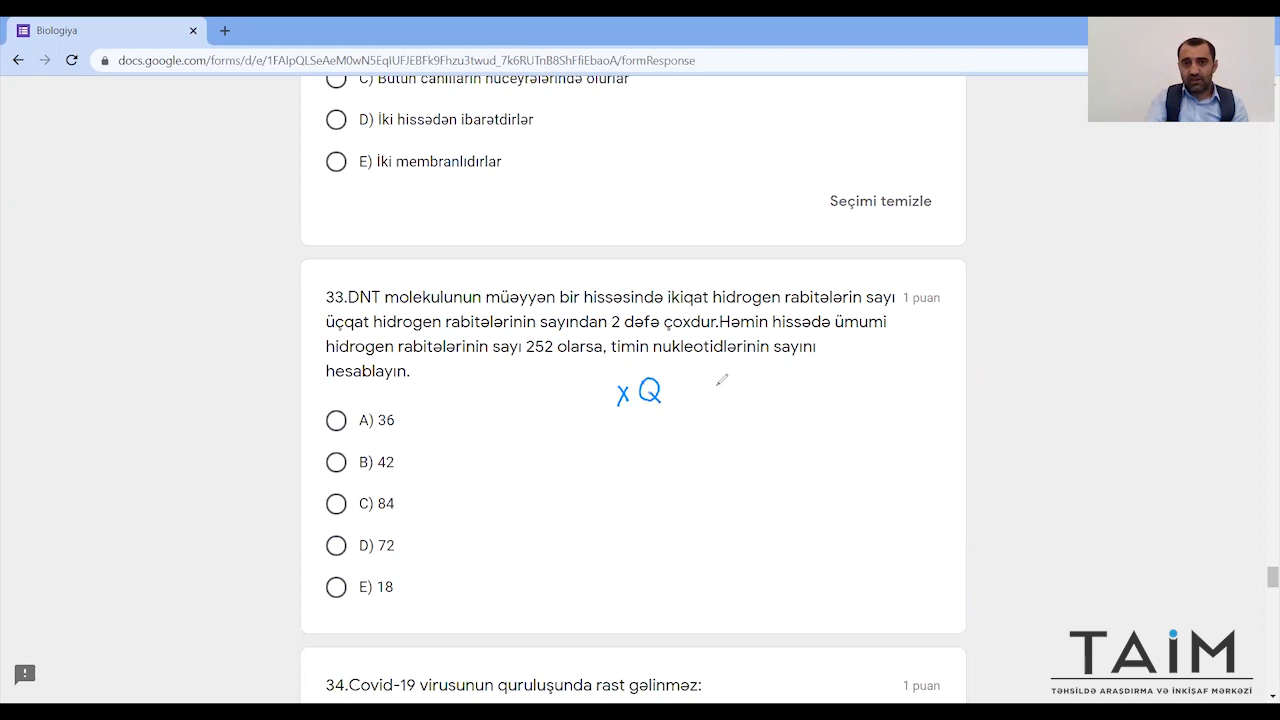 Biologiya
docs.google.com/forms/d/e/1FAIpQLSeAeM0wN5EqIUFJEBFk9Fhzu3twud_7k6RUTnB8ShFfiEbaoA/formResponse
C) Bütün canlıların hüceyrələrində olurlar
D) İki hissədən ibarətdirlər
E) İki membranlıdırlar
Seçimi temizle
33.DNT molekulunun müəyyən bir hissəsində ikiqat hidrogen rabitələrin sayı 1 puan
üçqat hidrogen rabitələrinin sayından 2 dəfə çoxdur.Həmin hissədə ümumi
hidrogen rabitələrinin sayı 252 olarsa, timin nukleotidlərinin sayını
hesablayın.
x Q
A) 36
B) 42
C) 84
D) 72
E) 18
34.Covid-19 virusunun quruluşunda rast gəlinməz: 1 puan
TAiM
TƏHSİLDƏ ARAŞDIRMA VƏ İNKİŞAF MƏRKƏZİ